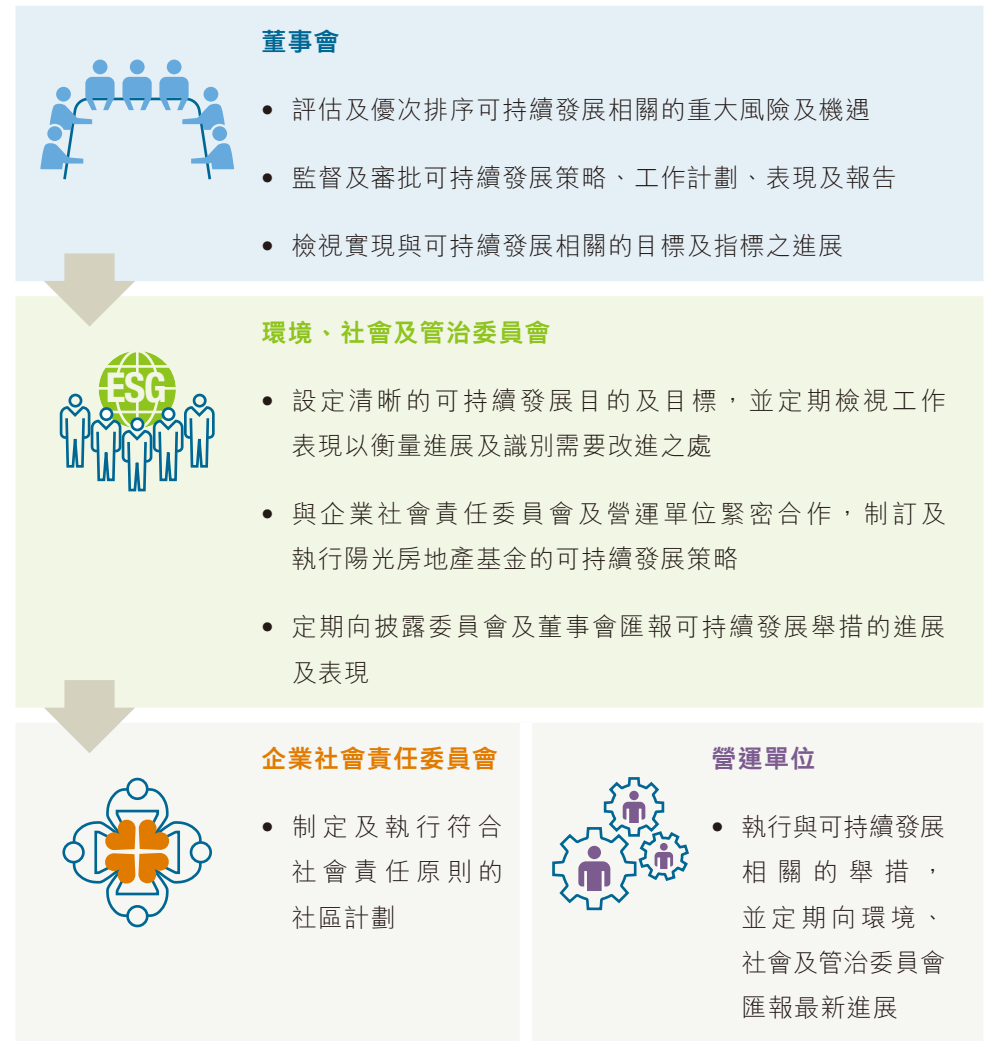 董事會
• 評估及優次排序可持續發展相關的重大風險及機遇
• 監督及審批可持續發展策略、工作計劃、表現及報告
• 檢視實現與可持續發展相關的目標及指標之進展
環境、社會及管治委員會
ESG
• 設定清晰的可持續發展目的及目標，並定期檢視工作
表現以衡量進展及識別需要改進之處
• 與企業社會責任委員會及營運單位緊密合作，制訂及
執行陽光房地產基金的可持續發展策略
• 定期向披露委員會及董事會匯報可持續發展舉措的進展
及表現
企業社會責任委員會
• 制定及執行符合
社會責任原則的
社區計劃
營運單位
• 執行與可持續發展
相關的舉措，
並定期向環境、
社會及管治委員會
匯報最新進展